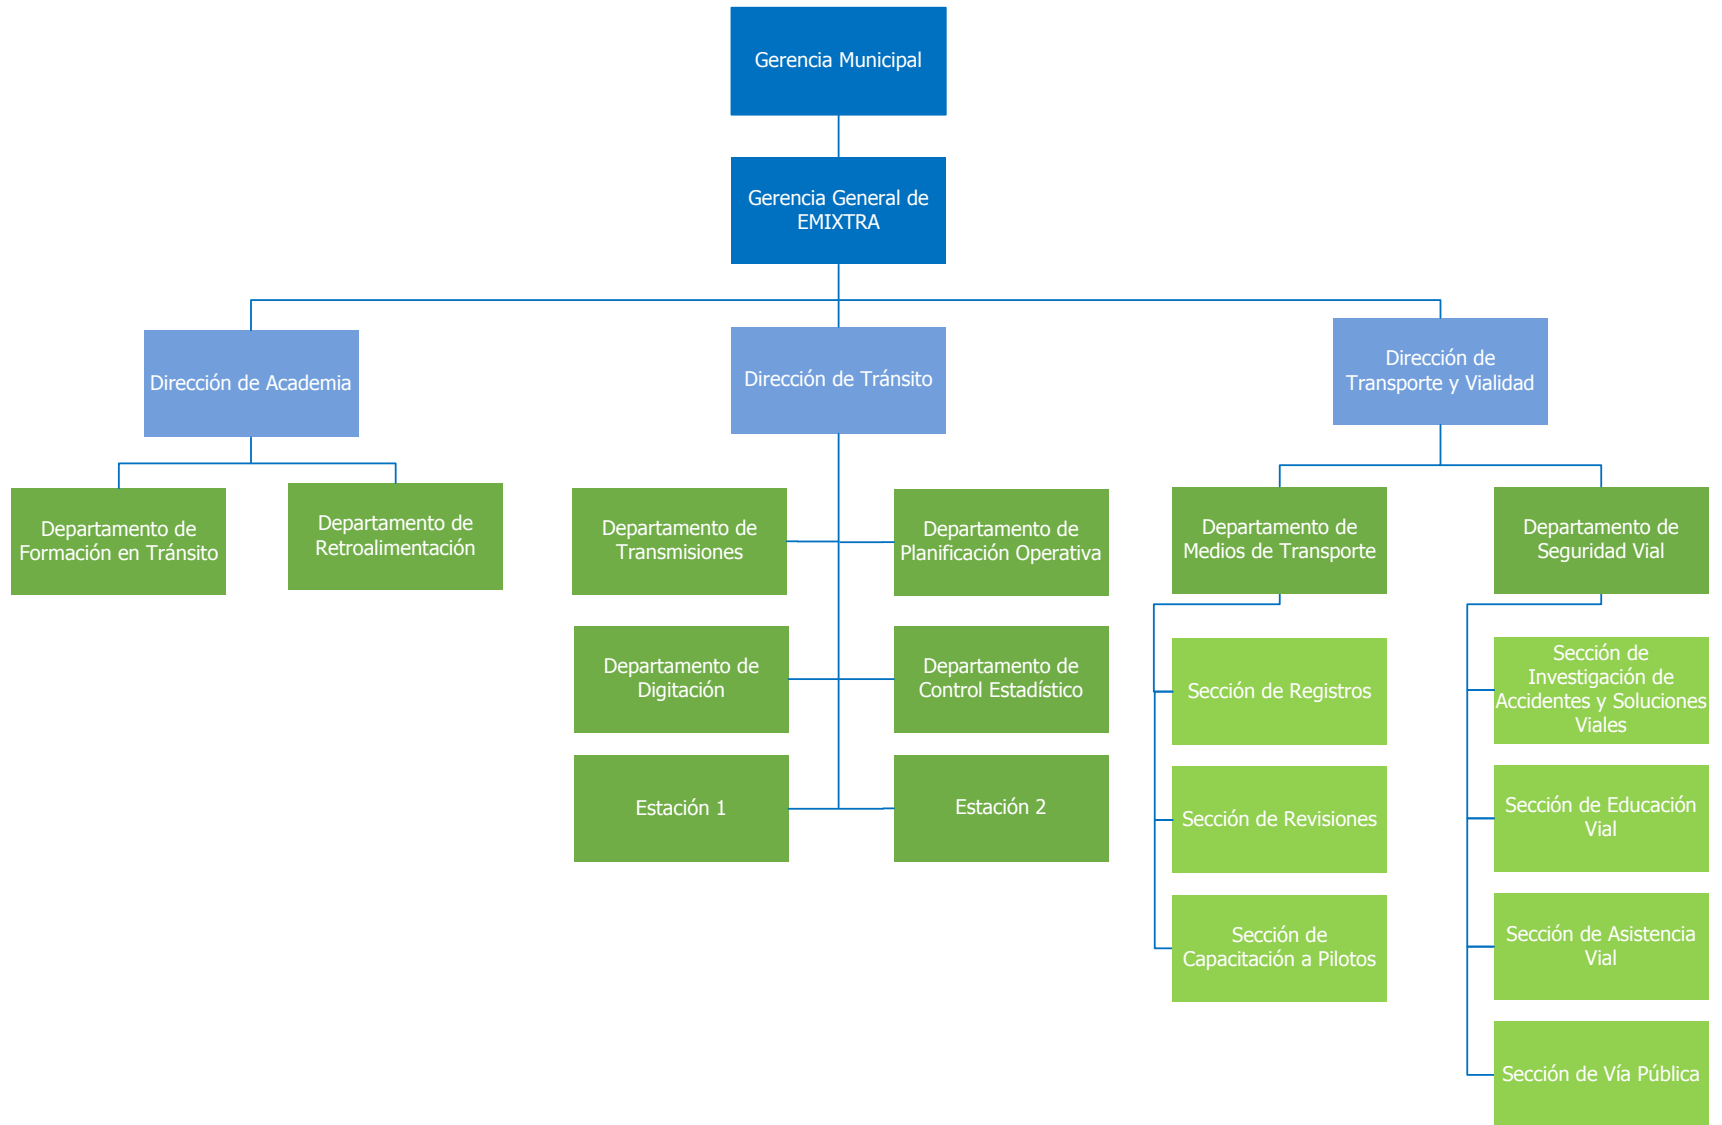 Gerencia Municipal
Gerencia General de
EMIXTRA
Dirección de Academia
Dirección de Tránsito
Dirección de
Transporte y Vialidad
Departamento de
Formación en Tránsito
Departamento de
Retroalimentación
Departamento de
Transmisiones
Departamento de
Planificación Operativa
Departamento de
Medios de Transporte
Departamento de
Seguridad Vial
Departamento de
Digitación
Departamento de
Control Estadístico
Sección de Registros
Sección de
Investigación de
Accidentes y Soluciones
Viales
Estación 1
Estación 2
Sección de Revisiones
Sección de Educación
Vial
Sección de
Capacitación a Pilotos
Sección de Asistencia
Vial
Sección de Vía Pública